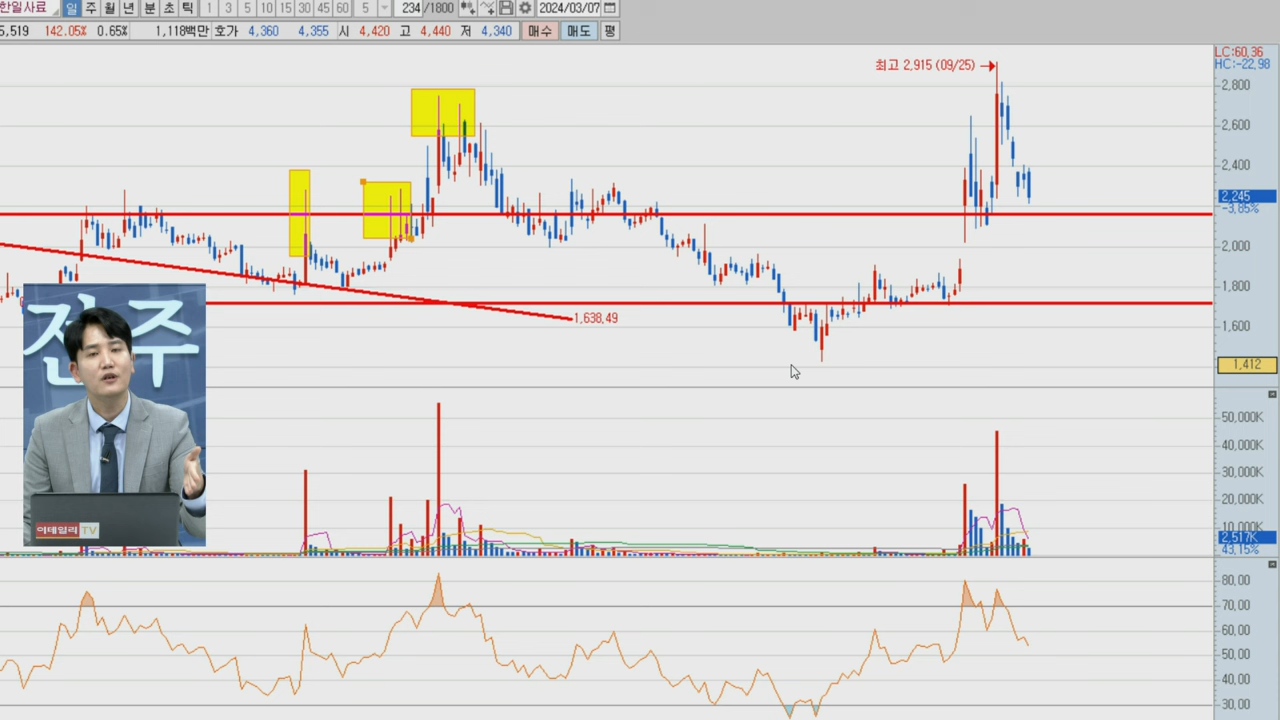 한일사료 일 주 월 년 분 초 틱 1 3 5 10 15 30 45 60 5 234 /1800 2024/03/07
5,519 142.05% 0.65% 1,118백만 호가 4,360 4,355 시 4,420 고 4,440 저 4,340 매수 매도 평
LC:60,36
HC:-22,98
최고 2,915 (09/25)
2,800
2,600
2,400
2,245
-3,85%
2,000
1,800
1,638,49
1,600
1,412
50,000K
40,000K
30,000K
20,000K
10,000K
2,517K
43,15%
80,00
70,00
60,00
50,00
40,00
30,00
전주
이데일리 TV